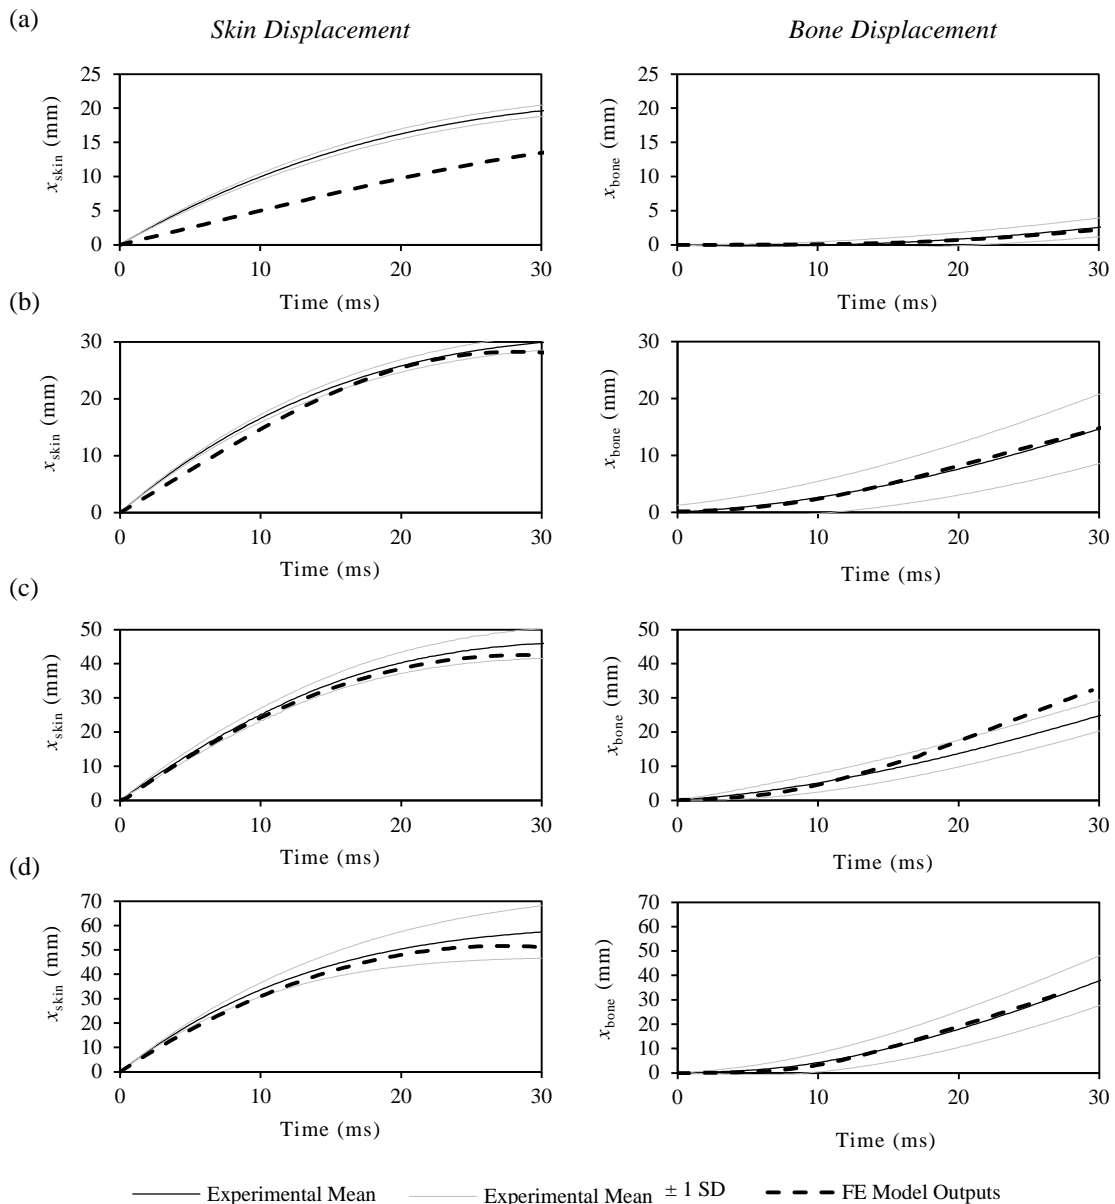 (a)
Skin Displacement
Bone Displacement
25
20
15
10
5
0
x_skin (mm)
0 10 20 30
Time (ms)
25
20
15
10
5
0
x_bone (mm)
0 10 20 30
Time (ms)
(b)
30
20
10
0
x_skin (mm)
0 10 20 30
Time (ms)
30
20
10
0
x_bone (mm)
0 10 20 30
Time (ms)
(c)
50
40
30
20
10
0
x_skin (mm)
0 10 20 30
Time (ms)
50
40
30
20
10
0
x_bone (mm)
0 10 20 30
Time (ms)
(d)
70
60
50
40
30
20
10
0
x_skin (mm)
0 10 20 30
Time (ms)
70
60
50
40
30
20
10
0
x_bone (mm)
0 10 20 30
Time (ms)
Experimental Mean
Experimental Mean ± 1 SD
FE Model Outputs